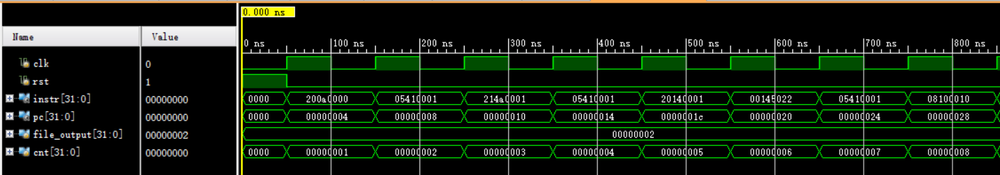 0.000 ns
Name Value
0 ns 100 ns 200 ns 300 ns 400 ns 500 ns 600 ns 700 ns 800 ns
clk 0
rst 1
instr[31:0] 00000000 0000 200a0000 05410001 214a0001 05410001 20140001 00145022 05410001 08100010
pc[31:0] 00000000 0000 00000004 00000008 00000010 00000014 0000001c 00000020 00000024 00000028
file_output[31:0] 00000002 00000002
cnt[31:0] 00000000 0000 00000001 00000002 00000003 00000004 00000005 00000006 00000007 00000008